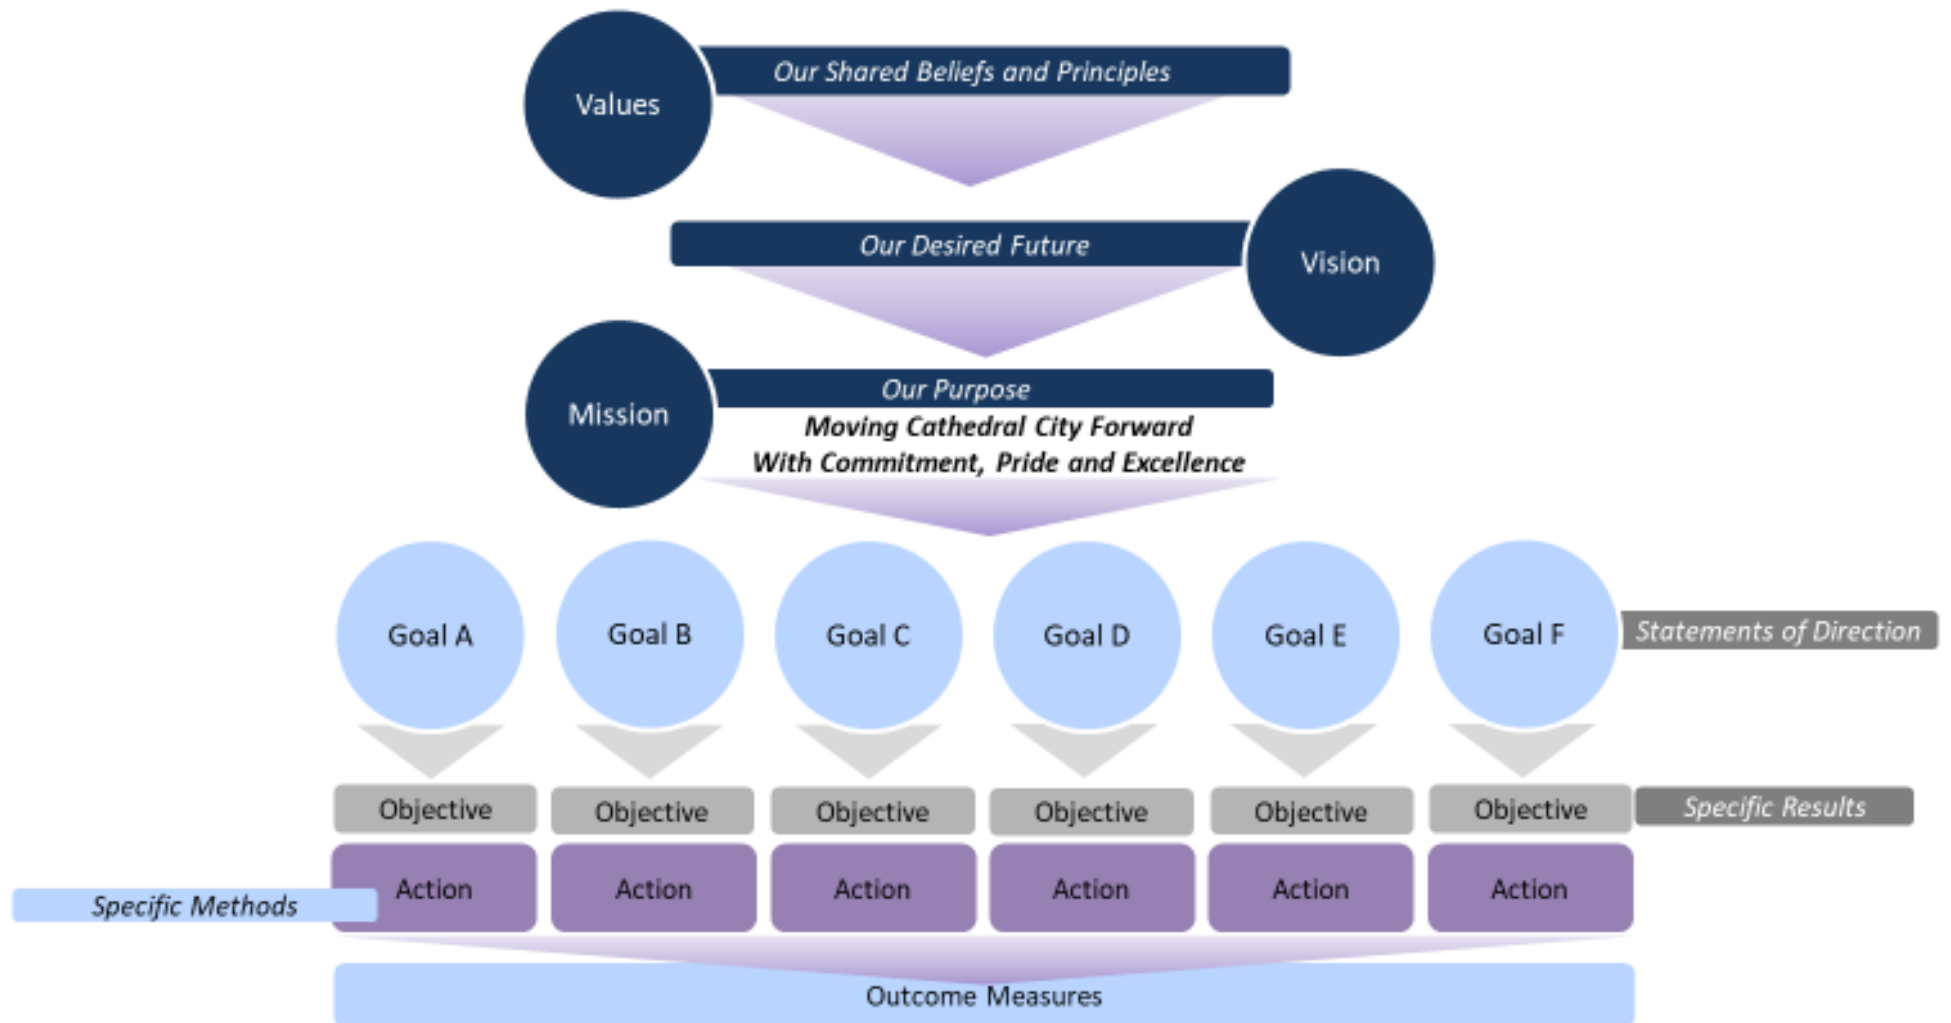 Values
Our Shared Beliefs and Principles
Our Desired Future
Vision
Mission
Our Purpose
Moving Cathedral City Forward
With Commitment, Pride and Excellence
Goal A
Goal B
Goal C
Goal D
Goal E
Goal F
Statements of Direction
Objective
Objective
Objective
Objective
Objective
Objective
Specific Results
Specific Methods
Action
Action
Action
Action
Action
Action
Outcome Measures